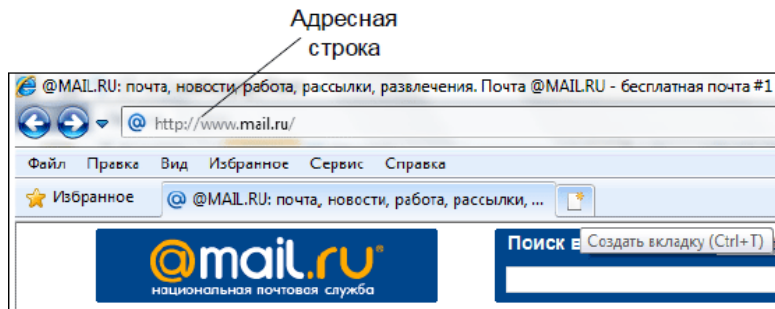 Адресная
строка
@MAIL.RU: почта, новости, работа, рассылки, развлечения. Почта @MAIL.RU - бесплатная почта #1
http://www.mail.ru/
Файл Правка Вид Избранное Сервис Справка
Избранное @MAIL.RU: почта, новости, работа, рассылки, ...
@mail.ru®
национальная почтовая служба
Поиск в Создать вкладку (Ctrl+T)